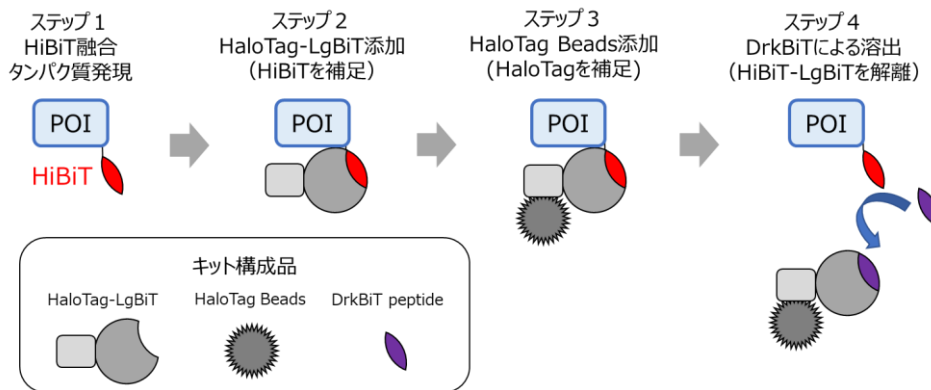 ステップ1
HiBiT融合
タンパク質発現
POI
HiBiT
ステップ2
HaloTag-LgBiT添加
（HiBiTを補足）
POI
ステップ3
HaloTag Beads添加
(HaloTagを補足)
POI
ステップ4
DrkBiTによる溶出
（HiBiT-LgBiTを解離）
POI
キット構成品
HaloTag-LgBiT
HaloTag Beads
DrkBiT peptide